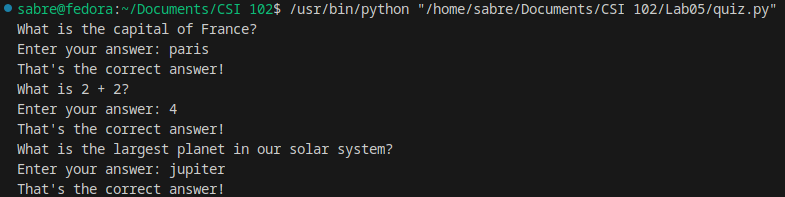 sabre@fedora:~/Documents/CSI 102$ /usr/bin/python "/home/sabre/Documents/CSI 102/Lab05/quiz.py"
What is the capital of France?
Enter your answer: paris
That's the correct answer!
What is 2 + 2?
Enter your answer: 4
That's the correct answer!
What is the largest planet in our solar system?
Enter your answer: jupiter
That's the correct answer!